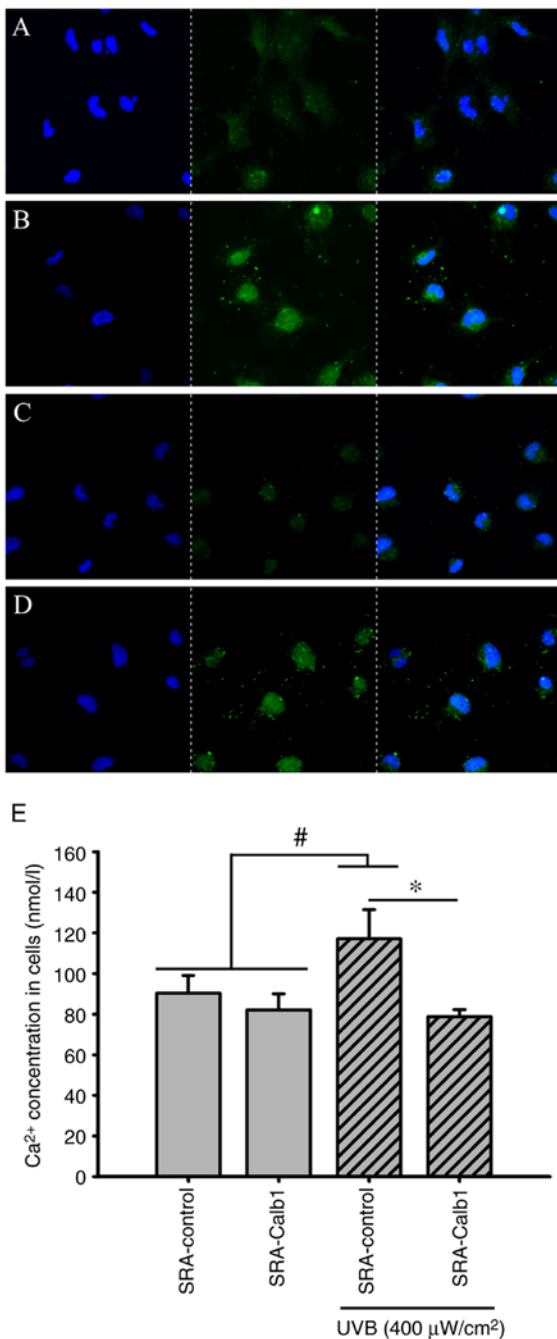 A
B
C
D
E
Ca²⁺ concentration in cells (nmol/l)
160
140
120
100
80
60
40
20
0
#
*
SRA-control
SRA-Calb1
SRA-control
SRA-Calb1
UVB (400 µW/cm²)